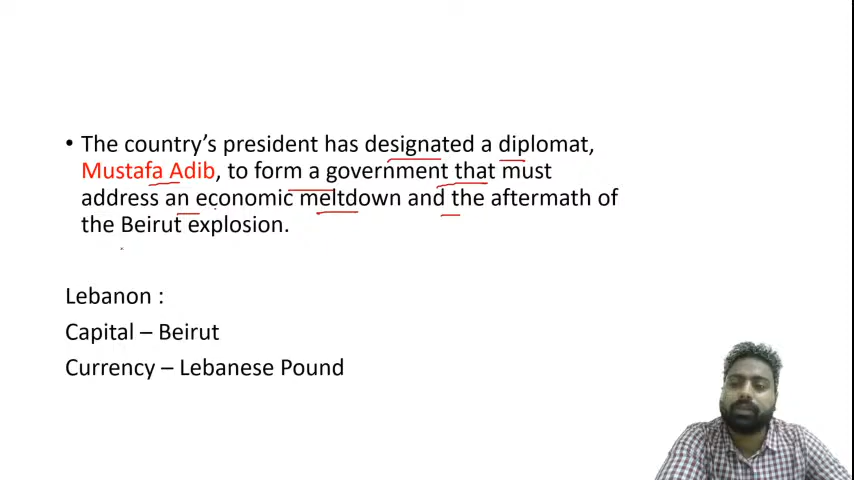 • The country's president has designated a diplomat,
Mustafa Adib, to form a government that must
address an economic meltdown and the aftermath of
the Beirut explosion.
Lebanon :
Capital – Beirut
Currency – Lebanese Pound